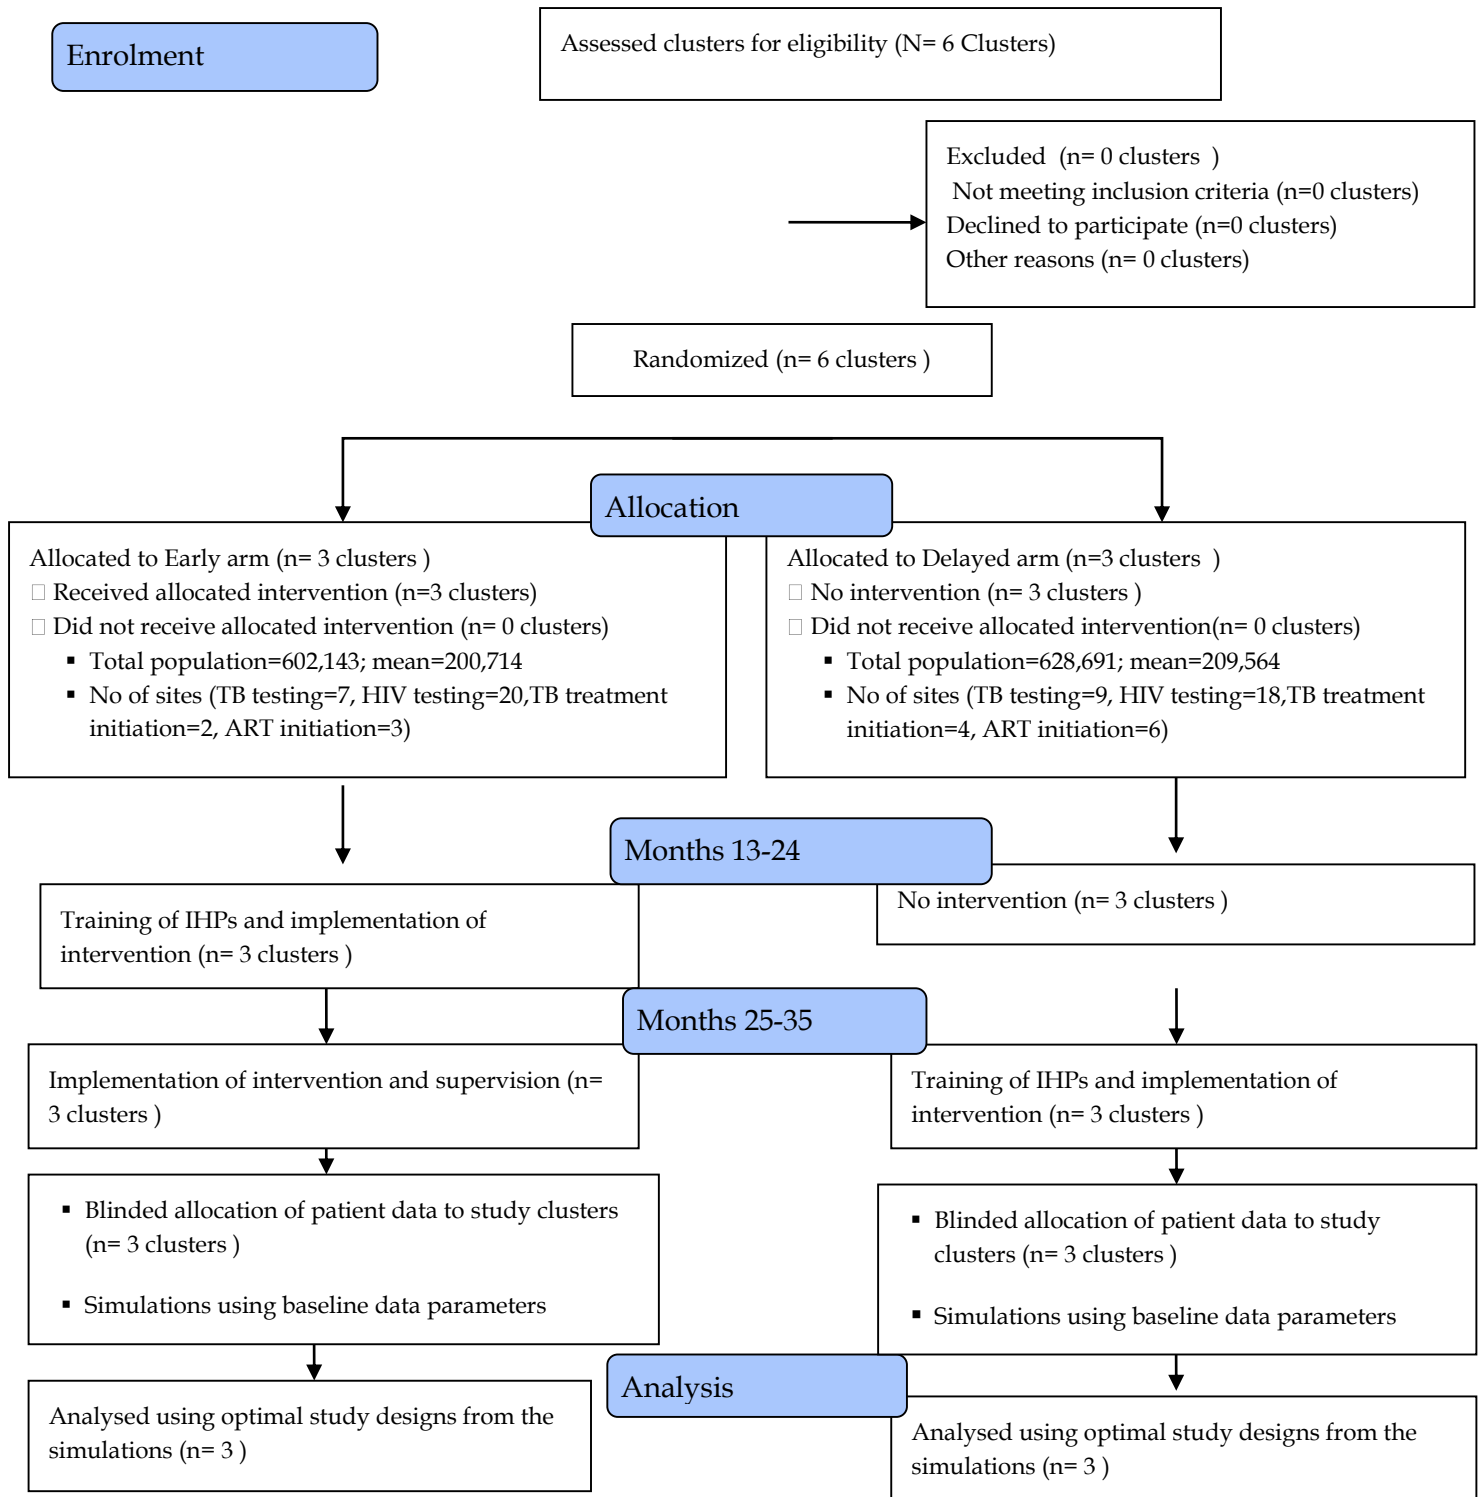 Enrolment
Assessed clusters for eligibility (N= 6 Clusters)
Excluded  (n= 0 clusters )
Not meeting inclusion criteria (n=0 clusters)
Declined to participate (n=0 clusters)
Other reasons (n= 0 clusters)
Randomized (n= 6 clusters )
Allocation
Allocated to Early arm (n= 3 clusters )
□ Received allocated intervention (n=3 clusters)
□ Did not receive allocated intervention (n= 0 clusters)
▪ Total population=602,143; mean=200,714
▪ No of sites (TB testing=7, HIV testing=20,TB treatment
initiation=2, ART initiation=3)
Allocated to Delayed arm (n=3 clusters  )
□ No intervention (n= 3 clusters )
□ Did not receive allocated intervention(n= 0 clusters)
▪ Total population=628,691; mean=209,564
▪ No of sites (TB testing=9, HIV testing=18,TB treatment
initiation=4, ART initiation=6)
Months 13-24
Training of IHPs and implementation of
intervention (n= 3 clusters )
No intervention (n= 3 clusters )
Months 25-35
Implementation of intervention and supervision (n=
3 clusters )
Training of IHPs and implementation of
intervention (n= 3 clusters )
▪ Blinded allocation of patient data to study clusters
(n= 3 clusters )
▪ Simulations using baseline data parameters
▪ Blinded allocation of patient data to study
clusters (n= 3 clusters )
▪ Simulations using baseline data parameters
Analysis
Analysed using optimal study designs from the
simulations (n= 3 )
Analysed using optimal study designs from the
simulations (n= 3 )